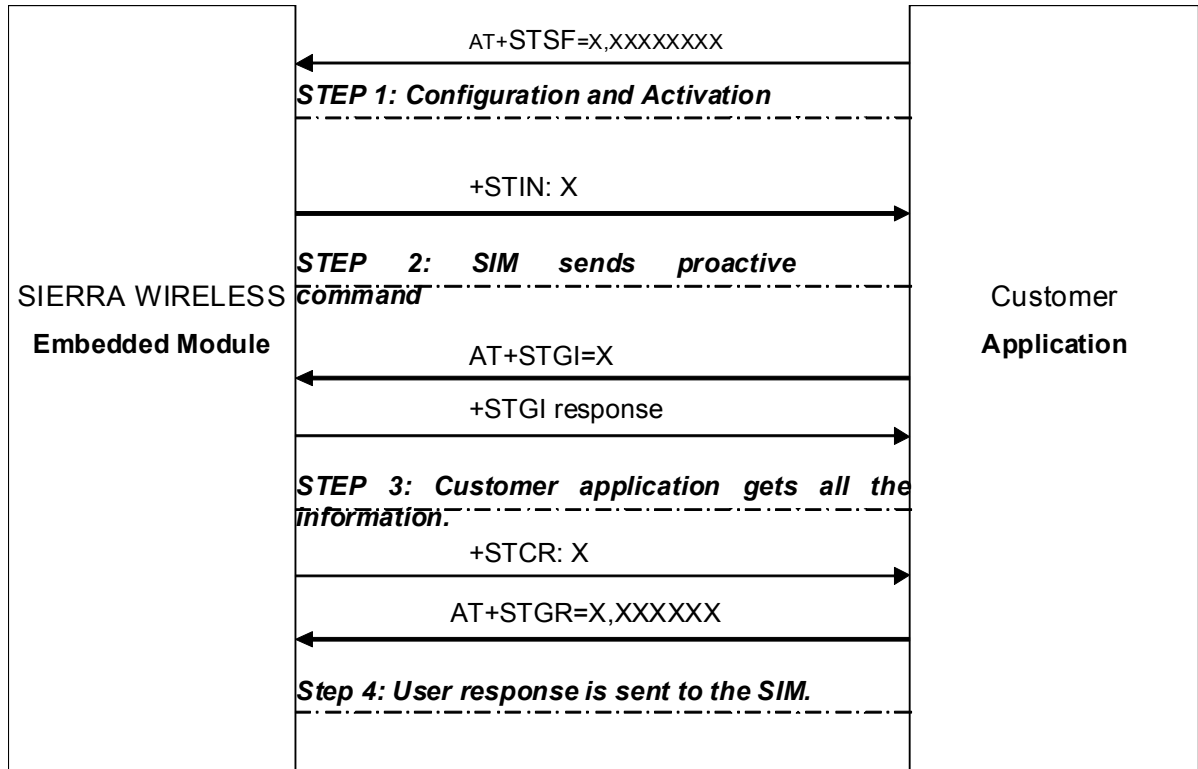 AT+STSF=X,XXXXXXXX
STEP 1: Configuration and Activation
+STIN: X
STEP 2: SIM sends proactive
command
SIERRA WIRELESS
Embedded Module
Customer
Application
AT+STGI=X
+STGI response
STEP 3: Customer application gets all the
information.
+STCR: X
AT+STGR=X,XXXXXX
Step 4: User response is sent to the SIM.